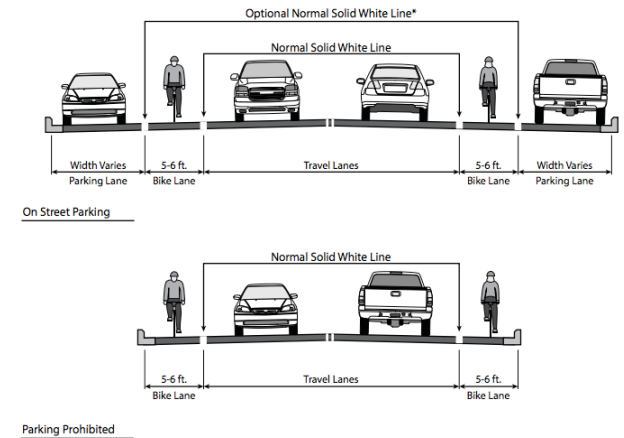 Optional Normal Solid White Line*
Normal Solid White Line
Width Varies 5-6 ft. Travel Lanes 5-6 ft. Width Varies
Parking Lane Bike Lane Bike Lane Parking Lane
On Street Parking
Normal Solid White Line
5-6 ft. Travel Lanes 5-6 ft.
Bike Lane Bike Lane
Parking Prohibited